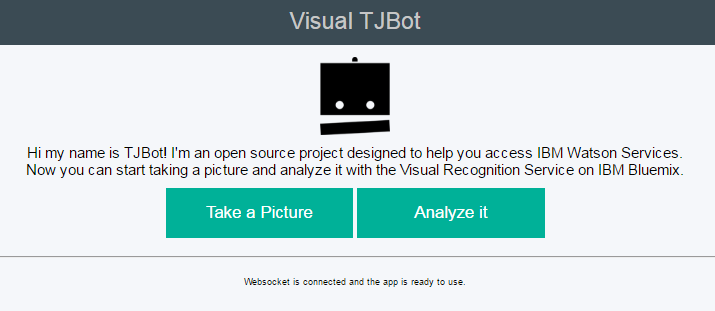 Visual TJBot
Hi my name is TJBot! I'm an open source project designed to help you access IBM Watson Services.
Now you can start taking a picture and analyze it with the Visual Recognition Service on IBM Bluemix.
Take a Picture
Analyze it
Websocket is connected and the app is ready to use.